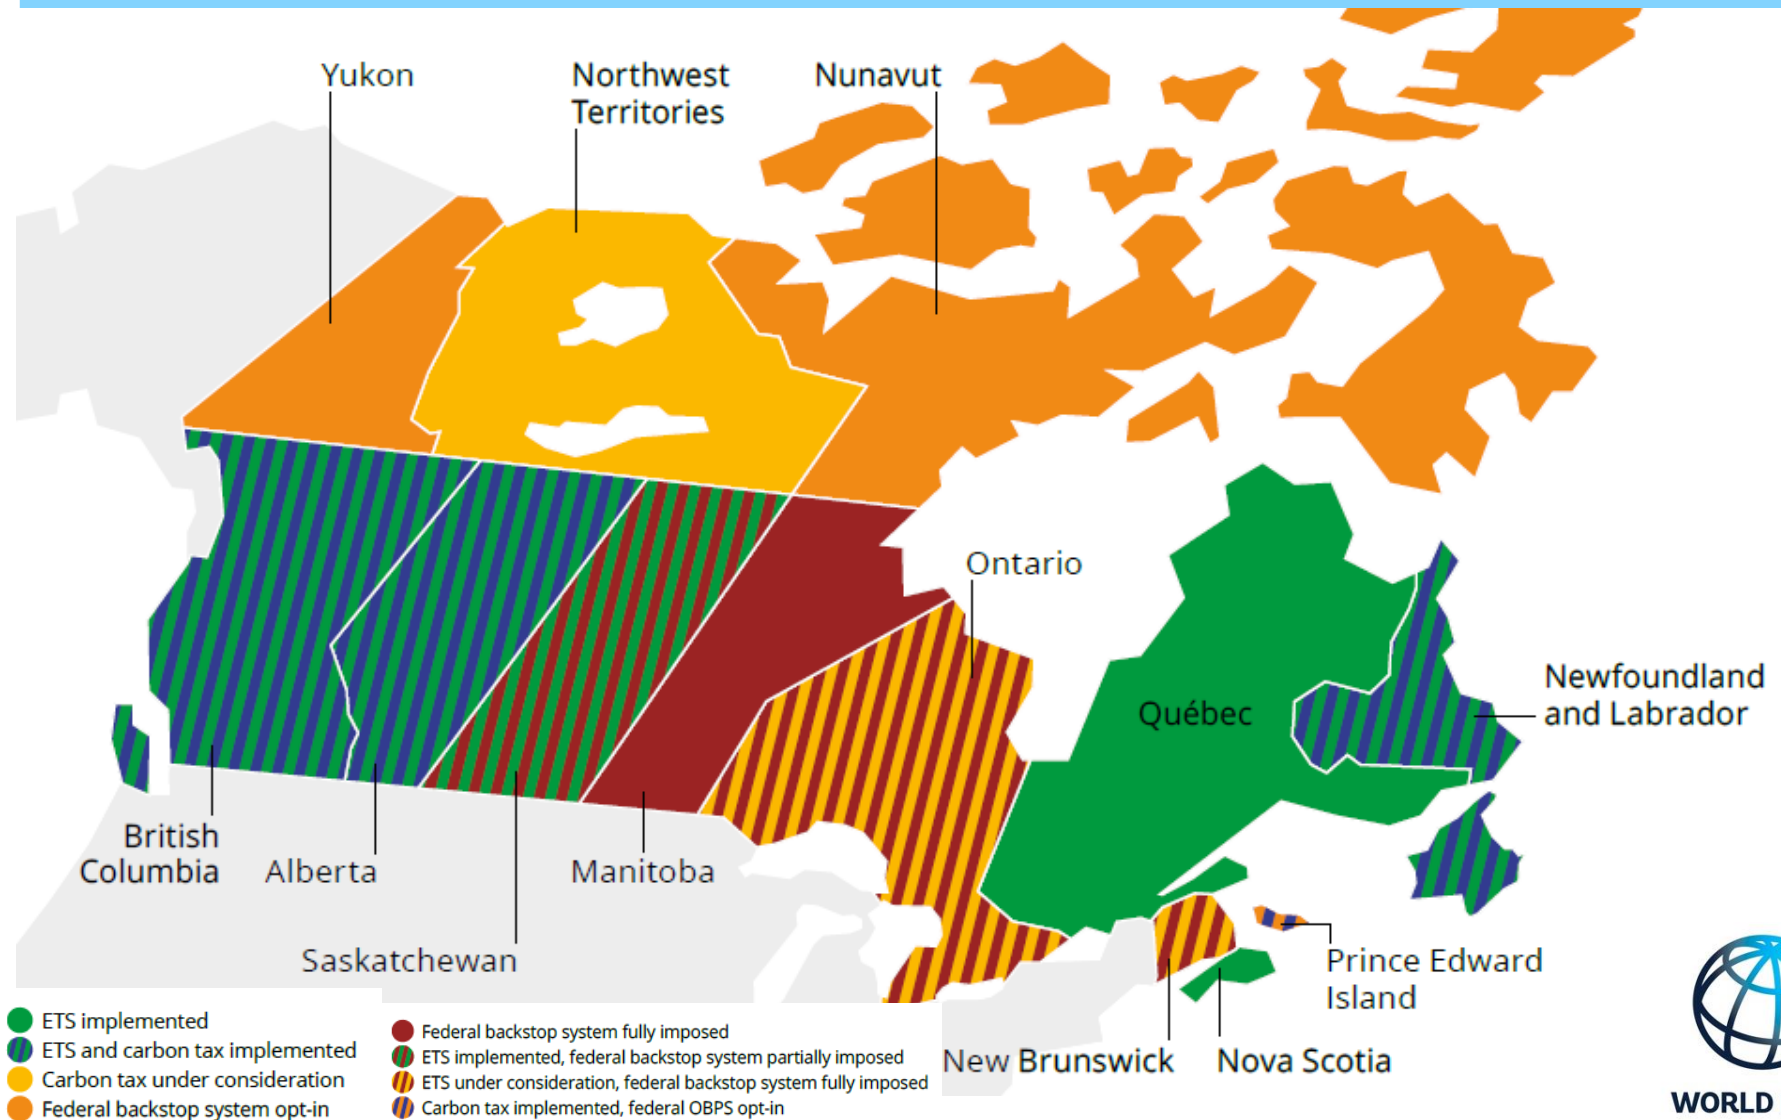 Yukon
Northwest
Territories
Nunavut
Ontario
Québec
Newfoundland
and Labrador
British
Columbia
Alberta
Manitoba
Saskatchewan
Prince Edward
Island
New Brunswick
Nova Scotia
ETS implemented
ETS and carbon tax implemented
Carbon tax under consideration
Federal backstop system opt-in
Federal backstop system fully imposed
ETS implemented, federal backstop system partially imposed
ETS under consideration, federal backstop system fully imposed
Carbon tax implemented, federal OBPS opt-in
WORLD